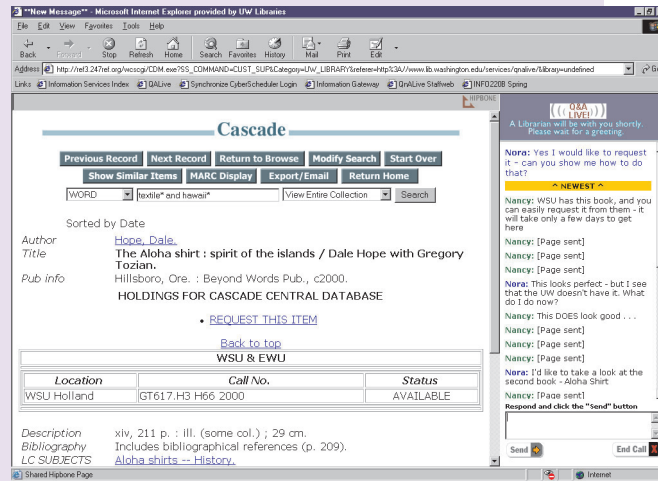 **New Message** - Microsoft Internet Explorer provided by UW Libraries
File Edit View Favorites Tools Help
Back Forward Stop Refresh Home Search Favorites History Mail Print Edit
Address http://ref3.247ref.org/wcscgi/CDM.exe?SS_COMMAND=CUST_SUP&Category=UW_LIBRARY&referer=http%3A//www.lib.washington.edu/services/qnalive/&library=undefined
Links Information Services Index QALive Synchronize CyberScheduler Login Information Gateway QnALive Staffweb INFO220B Spring
HIPBONE
Cascade
Previous Record Next Record Return to Browse Modify Search Start Over
Show Similar Items MARC Display Export/Email Return Home
WORD textile* and hawaii* View Entire Collection Search
Sorted by Date
Author Hope, Dale.
Title The Aloha shirt : spirit of the islands / Dale Hope with Gregory
Tozian.
Pub info Hillsboro, Ore. : Beyond Words Pub., c2000.
HOLDINGS FOR CASCADE CENTRAL DATABASE
• REQUEST THIS ITEM
Back to top
WSU & EWU
Location Call No. Status
WSU Holland GT617.H3 H66 2000 AVAILABLE
Description xiv, 211 p. : ill. (some col.) ; 29 cm.
Bibliography Includes bibliographical references (p. 209).
LC SUBJECTS Aloha shirts -- History.
Q&A
LIVE!
A Librarian will be with you shortly.
Please wait for a greeting.
Nora: Yes I would like to request
it - can you show me how to do
that?
^ NEWEST ^
Nancy: WSU has this book, and you
can easily request it from them - it
will take only a few days to get
here
Nancy: [Page sent]
Nancy: [Page sent]
Nancy: [Page sent]
Nora: This looks perfect - but I see
that the UW doesn't have it. What
do I do now?
Nancy: This DOES look good . . .
Nancy: [Page sent]
Nancy: [Page sent]
Nancy: [Page sent]
Nora: I'd like to take a look at the
second book - Aloha Shirt
Nancy: [Page sent]
Respond and click the "Send" button
Send End Call X
Shared Hipbone Page Internet